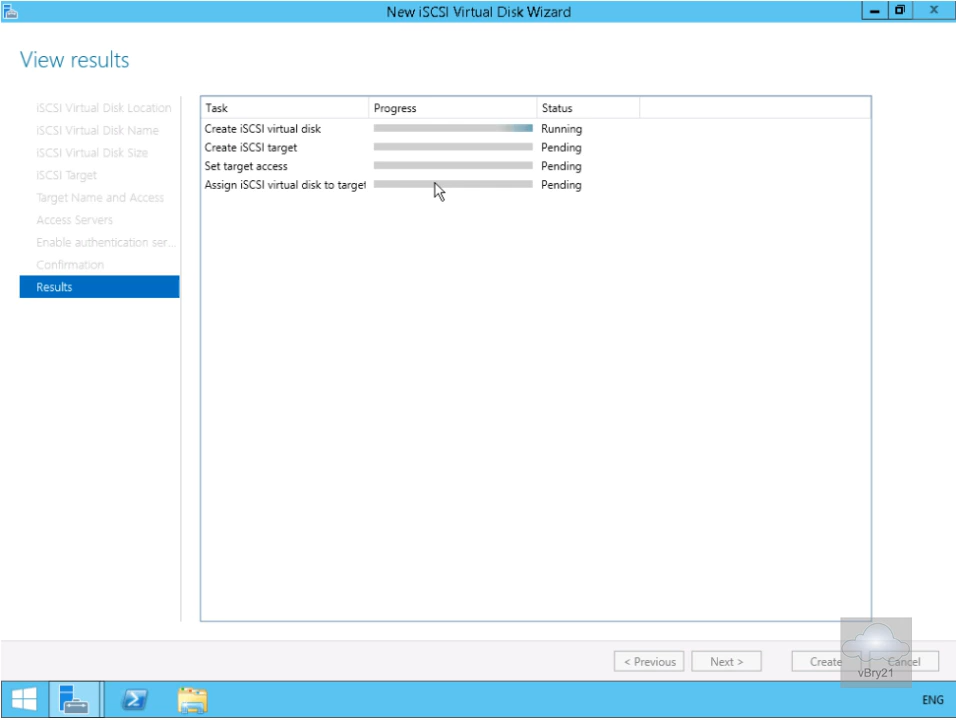 New iSCSI Virtual Disk Wizard
View results
iSCSI Virtual Disk Location
iSCSI Virtual Disk Name
iSCSI Virtual Disk Size
iSCSI Target
Target Name and Access
Access Servers
Enable authentication ser...
Confirmation
Results
Task Progress Status
Create iSCSI virtual disk Running
Create iSCSI target Pending
Set target access Pending
Assign iSCSI virtual disk to target Pending
< Previous Next > Create Cancel
vBry21
ENG